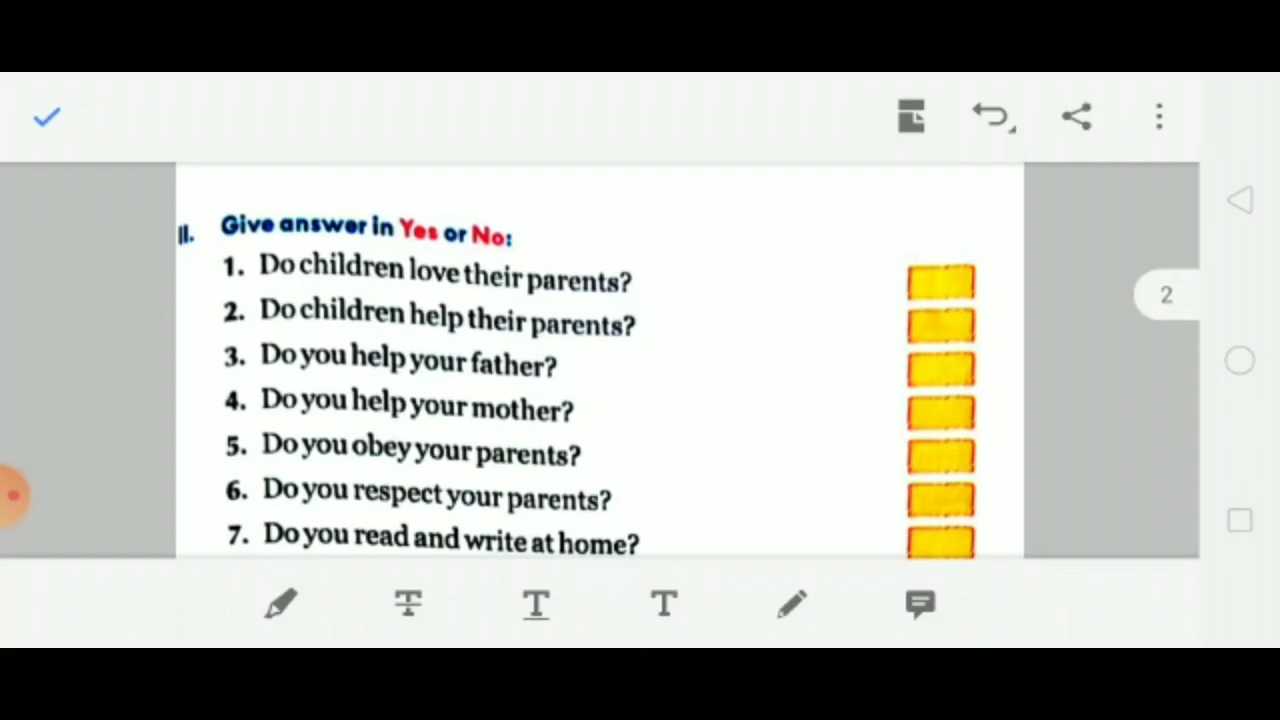 II. Give answer in Yes or No:
1. Do children love their parents?
2. Do children help their parents?
3. Do you help your father?
4. Do you help your mother?
5. Do you obey your parents?
6. Do you respect your parents?
7. Do you read and write at home?
2
T
T
T